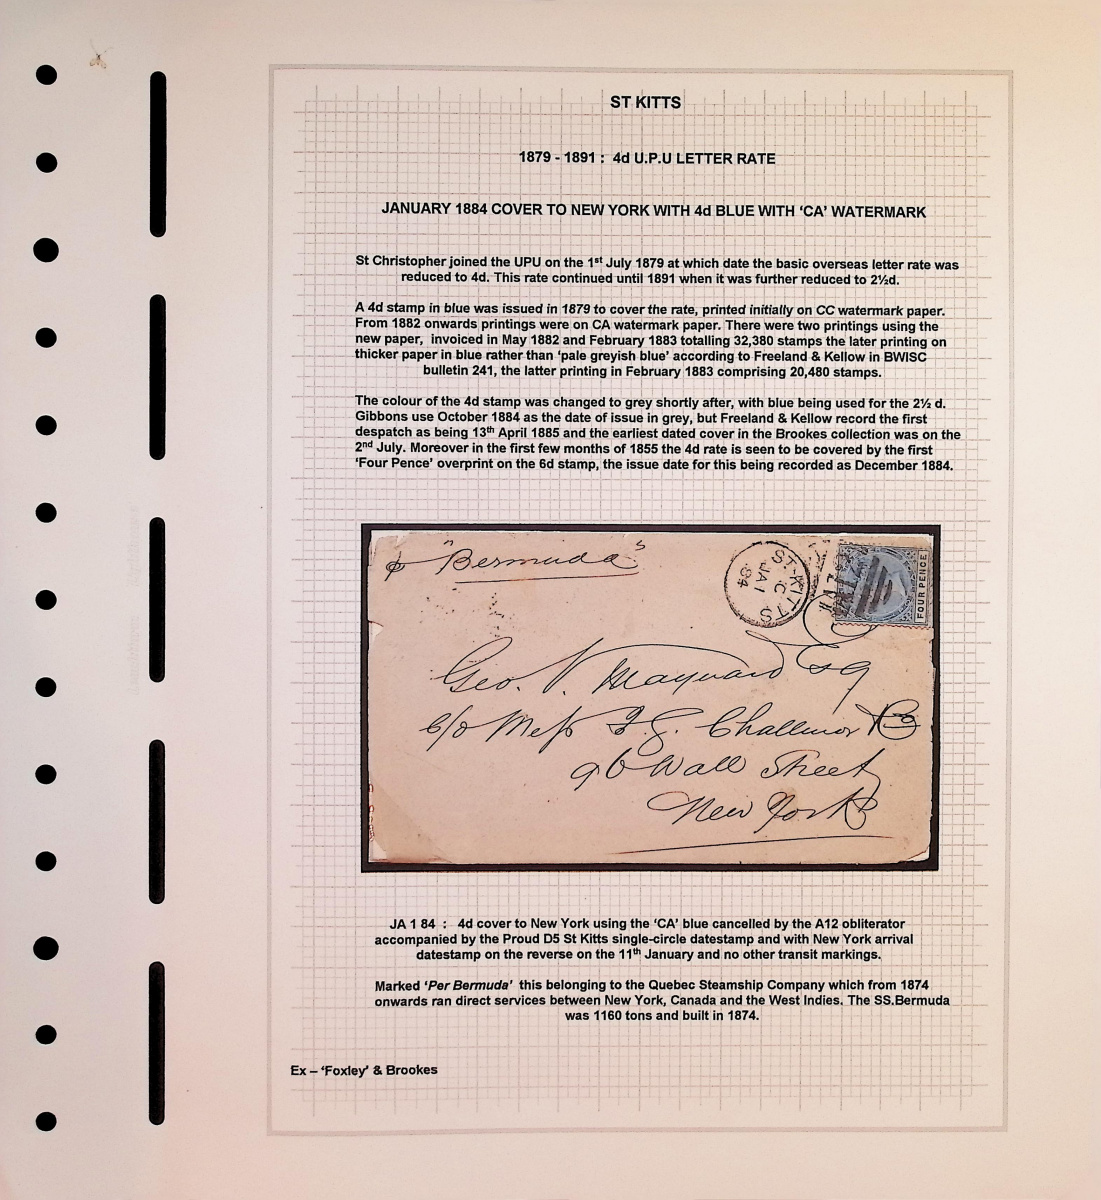 ST KITTS
1879 - 1891 : 4d U.P.U LETTER RATE
JANUARY 1884 COVER TO NEW YORK WITH 4d BLUE WITH ‘CA’ WATERMARK
St Christopher joined the UPU on the 1st July 1879 at which date the basic overseas letter rate was
reduced to 4d. This rate continued until 1891 when it was further reduced to 2½d.
A 4d stamp in blue was issued in 1879 to cover the rate, printed initially on CC watermark paper.
From 1882 onwards printings were on CA watermark paper. There were two printings using the
new paper, invoiced in May 1882 and February 1883 totalling 32,380 stamps the later printing on
thicker paper in blue rather than ‘pale greyish blue’ according to Freeland & Kellow in BWISC
bulletin 241, the latter printing in February 1883 comprising 20,480 stamps.
The colour of the 4d stamp was changed to grey shortly after, with blue being used for the 2½ d.
Gibbons use October 1884 as the date of issue in grey, but Freeland & Kellow record the first
despatch as being 13th April 1885 and the earliest dated cover in the Brookes collection was on the
2nd July. Moreover in the first few months of 1855 the 4d rate is seen to be covered by the first
‘Four Pence’ overprint on the 6d stamp, the issue date for this being recorded as December 1884.
p "Bermuda"
ST-KITTS
C
JA 1
84
FOUR PENCE
Geo. V. Maynard Esq
c/o Mess Challinor & Co
96 Wall Street
New York
JA 1 84 : 4d cover to New York using the ‘CA’ blue cancelled by the A12 obliterator
accompanied by the Proud D5 St Kitts single-circle datestamp and with New York arrival
datestamp on the reverse on the 11th January and no other transit markings.
Marked ‘Per Bermuda’ this belonging to the Quebec Steamship Company which from 1874
onwards ran direct services between New York, Canada and the West Indies. The SS.Bermuda
was 1160 tons and built in 1874.
Ex – ‘Foxley’ & Brookes